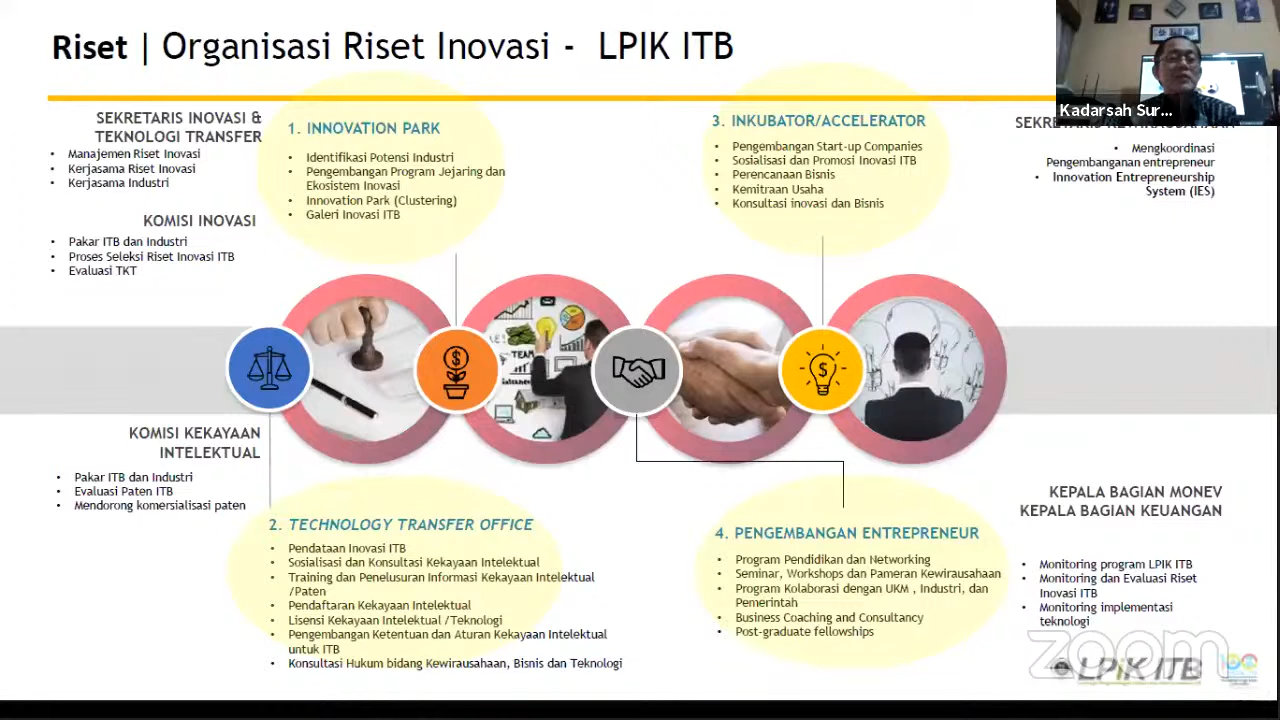 Riset | Organisasi Riset Inovasi - LPIK ITB
Kadarsah Sur...
SEKRETARIS INOVASI &
TEKNOLOGI TRANSFER
• Manajemen Riset Inovasi
• Kerjasama Riset Inovasi
• Kerjasama Industri
KOMISI INOVASI
• Pakar ITB dan Industri
• Proses Seleksi Riset Inovasi ITB
• Evaluasi TKT
1. INNOVATION PARK
• Identifikasi Potensi Industri
• Pengembangan Program Jejaring dan
Ekosistem Inovasi
• Innovation Park (Clustering)
• Galeri Inovasi ITB
3. INKUBATOR/ACCELERATOR
• Pengembangan Start-up Companies
• Sosialisasi dan Promosi Inovasi ITB
• Perencanaan Bisnis
• Kemitraan Usaha
• Konsultasi inovasi dan Bisnis
• Mengkoordinasi
Pengembanganan entrepreneur
• Innovation Entrepreneurship
System (IES)
TEAM
KOMISI KEKAYAAN
INTELEKTUAL
• Pakar ITB dan Industri
• Evaluasi Paten ITB
• Mendorong komersialisasi paten
2. TECHNOLOGY TRANSFER OFFICE
• Pendataan Inovasi ITB
• Sosialisasi dan Konsultasi Kekayaan Intelektual
• Training dan Penelusuran Informasi Kekayaan Intelektual
/Paten
• Pendaftaran Kekayaan Intelektual
• Lisensi Kekayaan Intelektual /Teknologi
• Pengembangan Ketentuan dan Aturan Kekayaan Intelektual
untuk ITB
• Konsultasi Hukum bidang Kewirausahaan, Bisnis dan Teknologi
4. PENGEMBANGAN ENTREPRENEUR
• Program Pendidikan dan Networking
• Seminar, Workshops dan Pameran Kewirausahaan
• Program Kolaborasi dengan UKM , Industri, dan
Pemerintah
• Business Coaching and Consultancy
• Post-graduate fellowships
KEPALA BAGIAN MONEV
KEPALA BAGIAN KEUANGAN
• Monitoring program LPIK ITB
• Monitoring dan Evaluasi Riset
Inovasi ITB
• Monitoring implementasi
teknologi
zoom
LPiK ITB